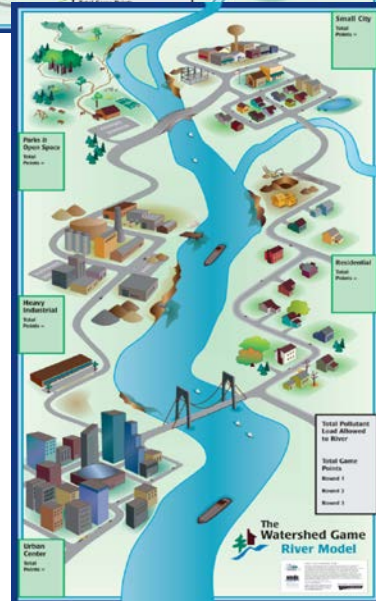 Small City
Total
Points =
Parks &
Open Space
Total
Points =
Residential
Total
Points =
Heavy
Industrial
Total
Points =
Total Pollutant
Load Allowed
to River
Total Game
Points
Round 1
Round 2
Round 3
Urban
Center
Total
Points =
The
Watershed Game
River Model